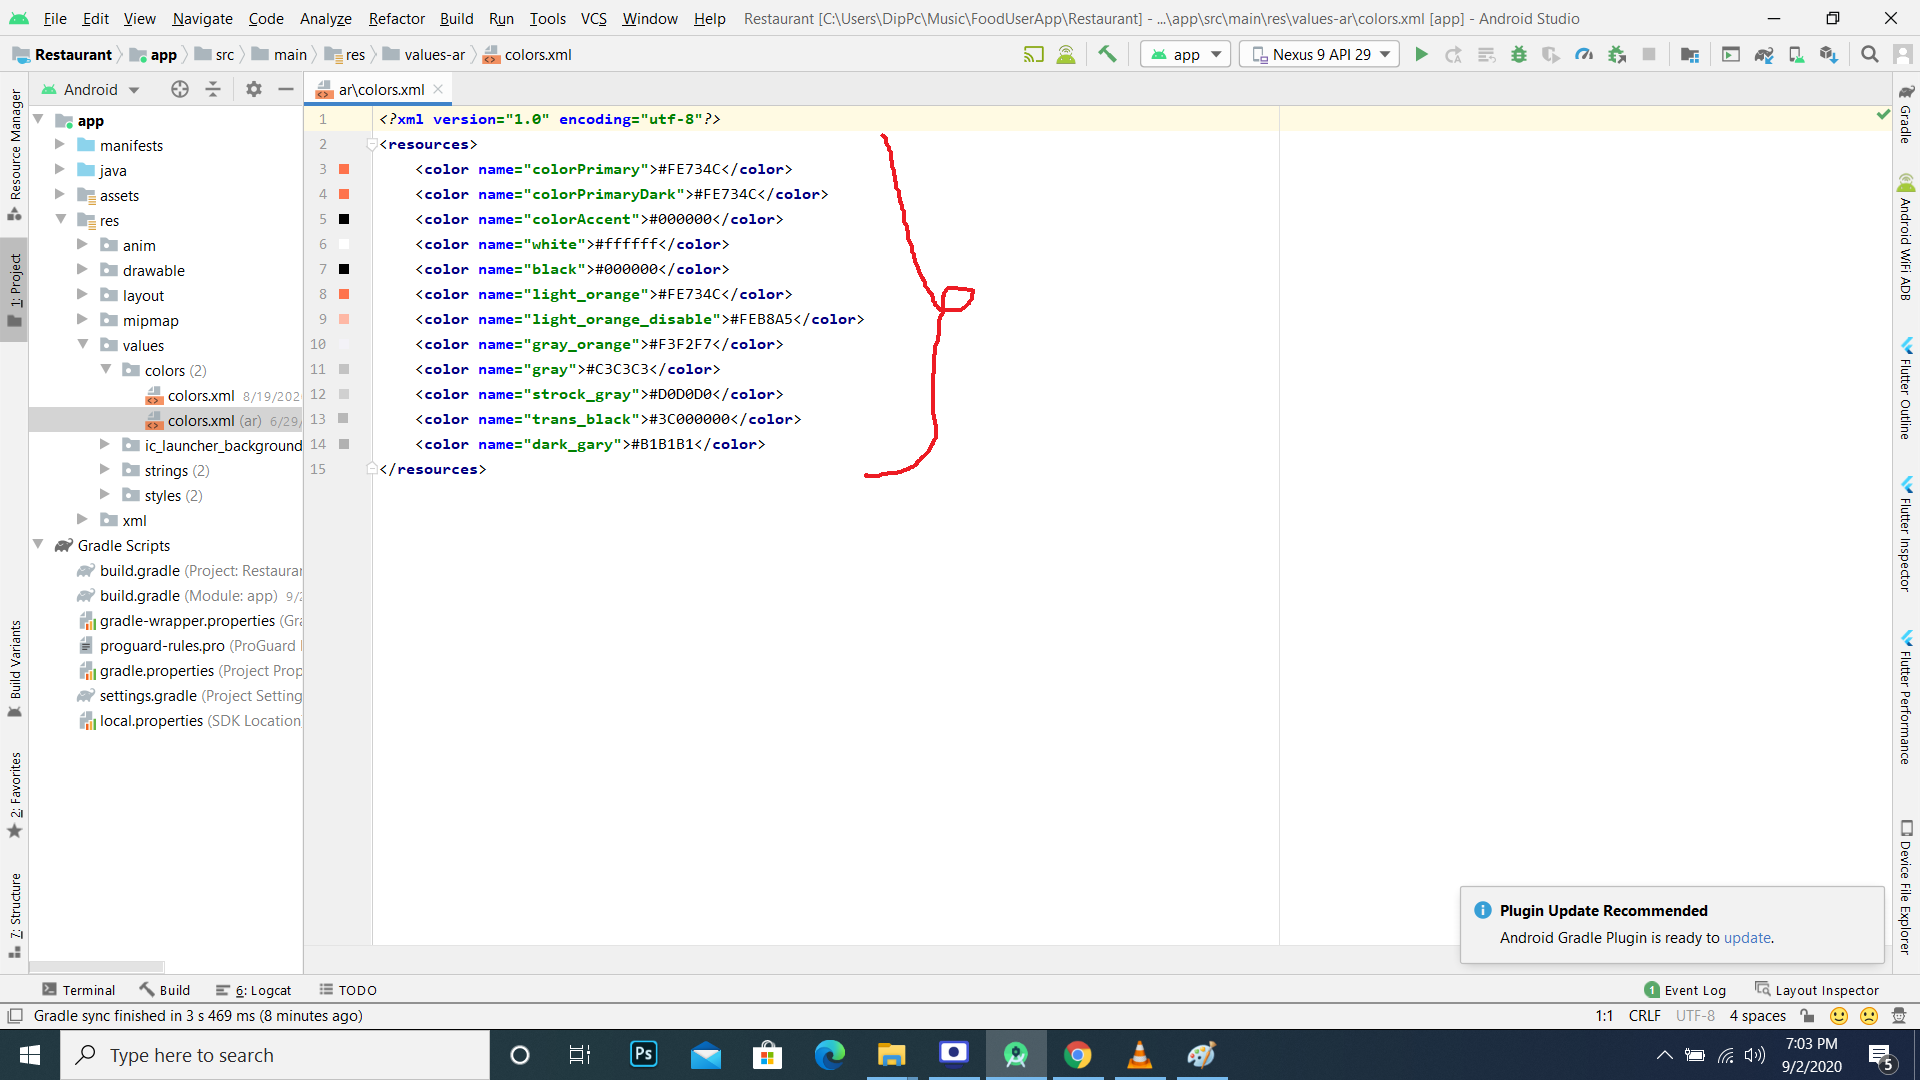 File Edit View Navigate Code Analyze Refactor Build Run Tools VCS Window Help Restaurant [C:\Users\DipPc\Music\FoodUserApp\Restaurant] - ...\app\src\main\res\values-ar\colors.xml [app] - Android Studio
Restaurant app src main res values-ar colors.xml app Nexus 9 API 29
Android
ar\colors.xml
app
manifests
java
assets
res
anim
drawable
layout
mipmap
values
colors (2)
colors.xml 8/19/202
colors.xml (ar) 6/29/
ic_launcher_background
strings (2)
styles (2)
xml
Gradle Scripts
build.gradle (Project: Restaurar
build.gradle (Module: app) 9/2
gradle-wrapper.properties (Gra
proguard-rules.pro (ProGuard
gradle.properties (Project Prop
settings.gradle (Project Setting
local.properties (SDK Location
1 <?xml version="1.0" encoding="utf-8"?>
2 <resources>
3 <color name="colorPrimary">#FE734C</color>
4 <color name="colorPrimaryDark">#FE734C</color>
5 <color name="colorAccent">#000000</color>
6 <color name="white">#ffffff</color>
7 <color name="black">#000000</color>
8 <color name="light_orange">#FE734C</color>
9 <color name="light_orange_disable">#FEB8A5</color>
10 <color name="gray_orange">#F3F2F7</color>
11 <color name="gray">#C3C3C3</color>
12 <color name="strock_gray">#D0D0D0</color>
13 <color name="trans_black">#3C000000</color>
14 <color name="dark_gary">#B1B1B1</color>
15 </resources>
Resource Manager
1: Project
Build Variants
2: Favorites
7: Structure
Gradle
Android WiFi ADB
Flutter Outline
Flutter Inspector
Flutter Performance
Device File Explorer
Plugin Update Recommended
Android Gradle Plugin is ready to update.
Terminal Build 6: Logcat TODO 1 Event Log Layout Inspector
Gradle sync finished in 3 s 469 ms (8 minutes ago) 1:1 CRLF UTF-8 4 spaces
Type here to search
Ps
7:03 PM
9/2/2020
5